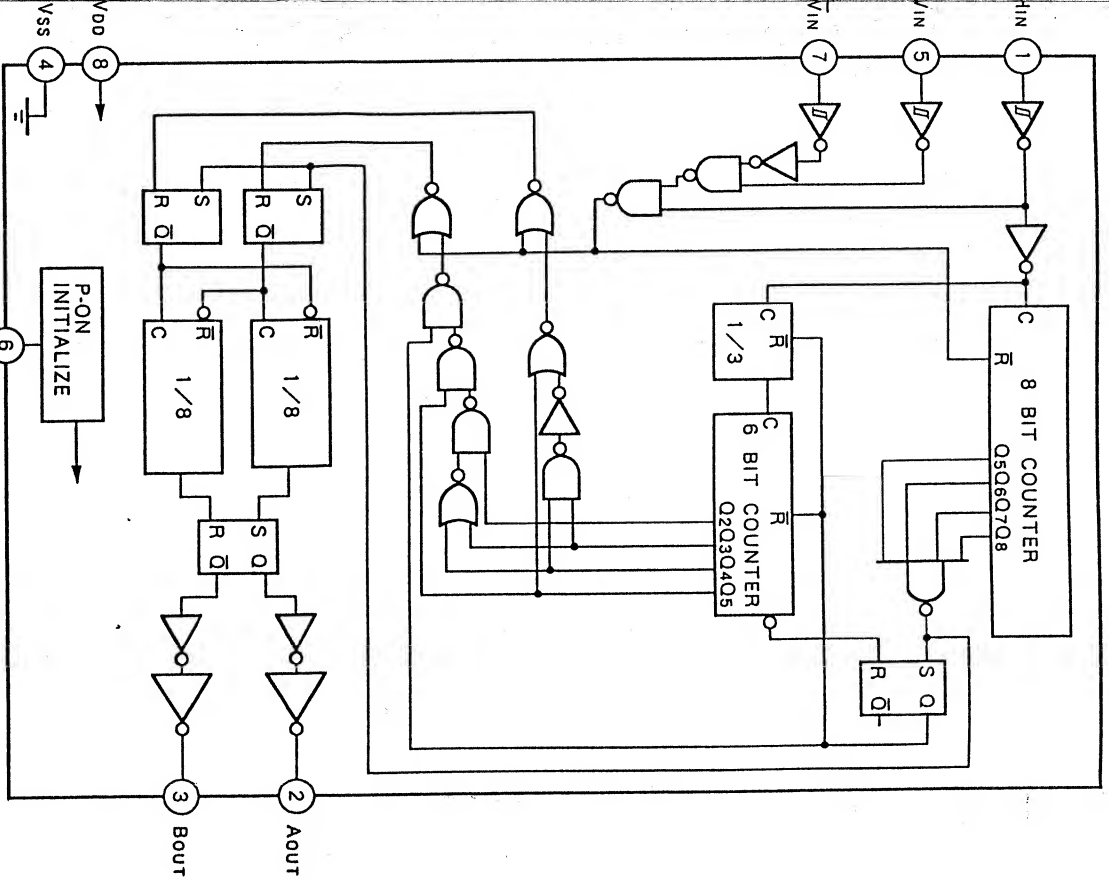 HIN
1
VIN
5
V̅IN
7
VDD
8
VSS
4
C
R̅
8 BIT COUNTER
Q5Q6Q7Q8
C
R̅
1/3
C
R̅
6 BIT COUNTER
Q2Q3Q4Q5
S
Q
R
Q̅
S
R
Q̅
S
R
Q̅
R̅
C
1/8
R̅
C
1/8
S
Q
R
Q̅
2
AOUT
3
BOUT
P-ON
INITIALIZE
6